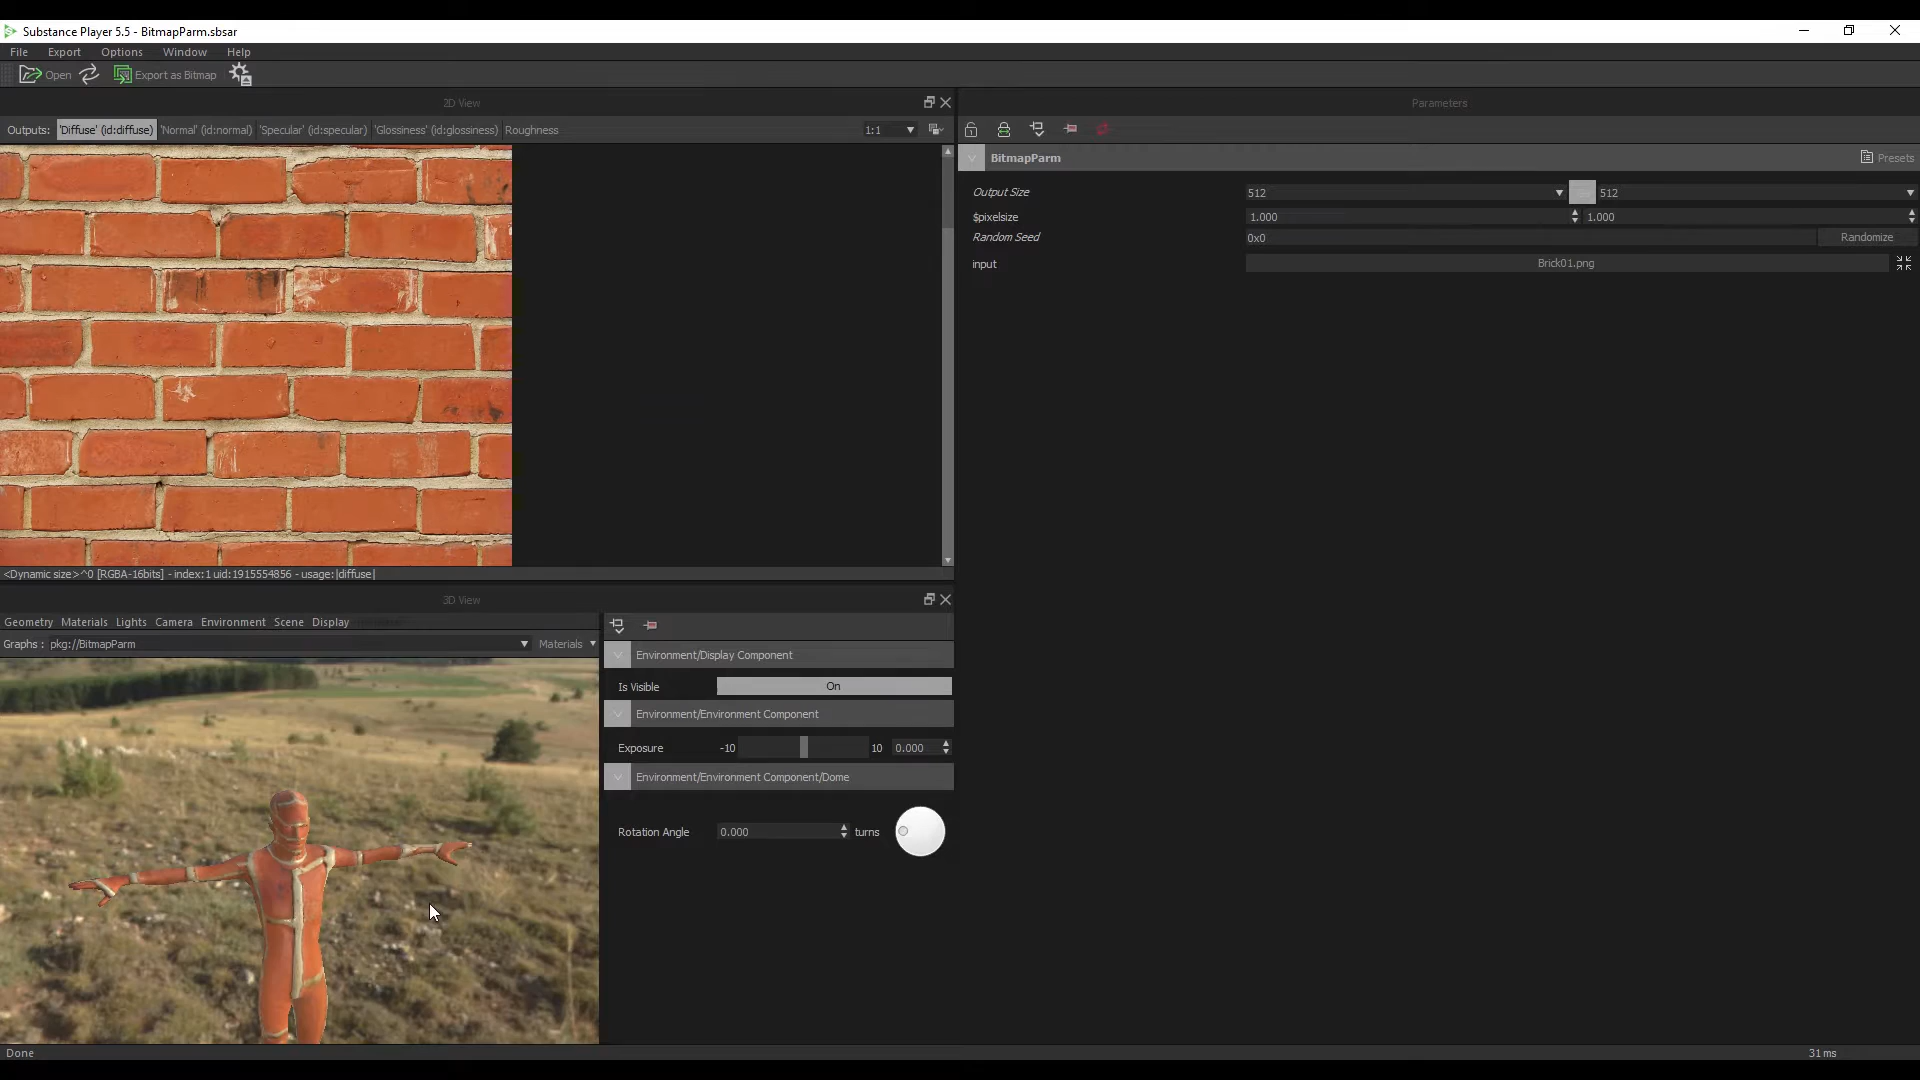 Substance Player 5.5 - BitmapParm.sbsar
File Export Options Window Help
Open Export as Bitmap
2D View
Outputs: 'Diffuse' (id:diffuse) 'Normal' (id:normal) 'Specular' (id:specular) 'Glossiness' (id:glossiness) Roughness 1:1
<Dynamic size>^0 [RGBA-16bits] - index:1 uid:1915554856 - usage:|diffuse|
3D View
Geometry Materials Lights Camera Environment Scene Display
Graphs : pkg://BitmapParm Materials
Environment/Display Component
Is Visible On
Environment/Environment Component
Exposure -10 10 0.000
Environment/Environment Component/Dome
Rotation Angle 0.000 turns
Parameters
BitmapParm Presets
Output Size 512 512
$pixelsize 1.000 1.000
Random Seed 0x0 Randomize
input Brick01.png
Done 31 ms